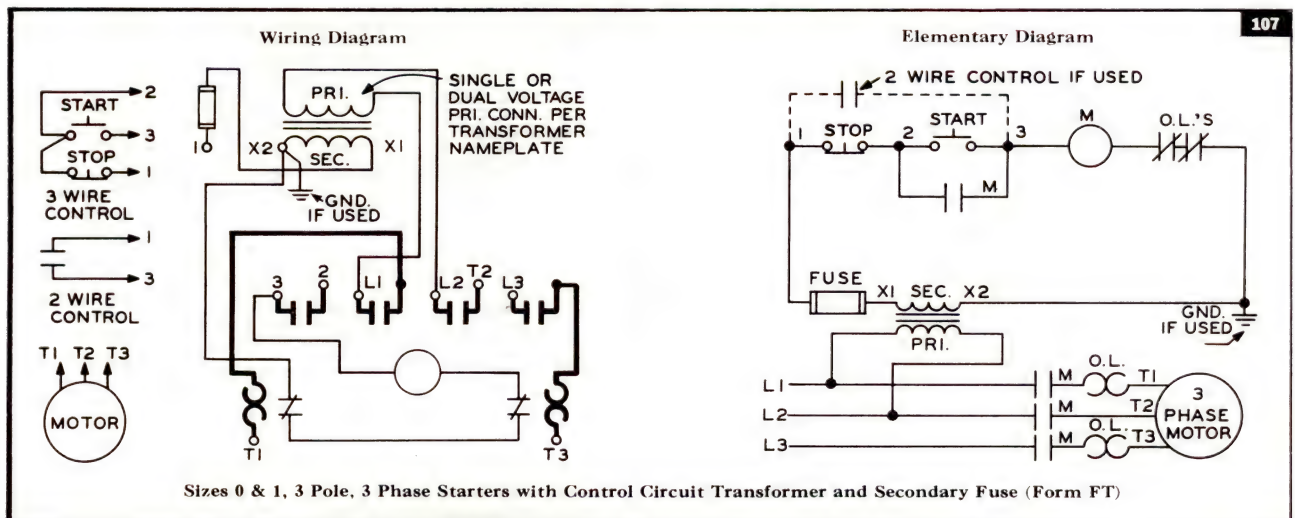 107
Wiring Diagram
2
START
3
STOP
1
3 WIRE
CONTROL
1
3
2 WIRE
CONTROL
T1 T2 T3
MOTOR
1
PRI.
X2
SEC.
X1
GND.
IF USED
SINGLE OR
DUAL VOLTAGE
PRI. CONN. PER
TRANSFORMER
NAMEPLATE
3 2 L1 L2 T2 L3
T1
T3
Elementary Diagram
2 WIRE CONTROL IF USED
1 STOP 2 START 3 M O.L.'S
M
FUSE X1 SEC. X2
PRI.
GND.
IF USED
L1 M O.L. T1
L2 M T2
L3 M O.L. T3
3
PHASE
MOTOR
Sizes 0 & 1, 3 Pole, 3 Phase Starters with Control Circuit Transformer and Secondary Fuse (Form FT)